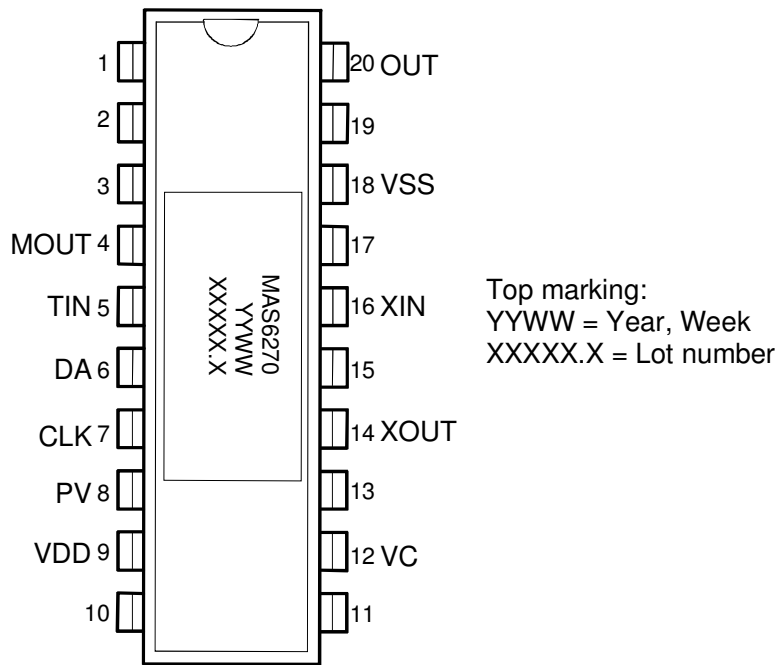 1
2
3
MOUT 4
TIN 5
DA 6
CLK 7
PV 8
VDD 9
10
20 OUT
19
18 VSS
17
16 XIN
15
14 XOUT
13
12 VC
11
MAS6270
YYWW
XXXXX.X
Top marking:
YYWW = Year, Week
XXXXX.X = Lot number